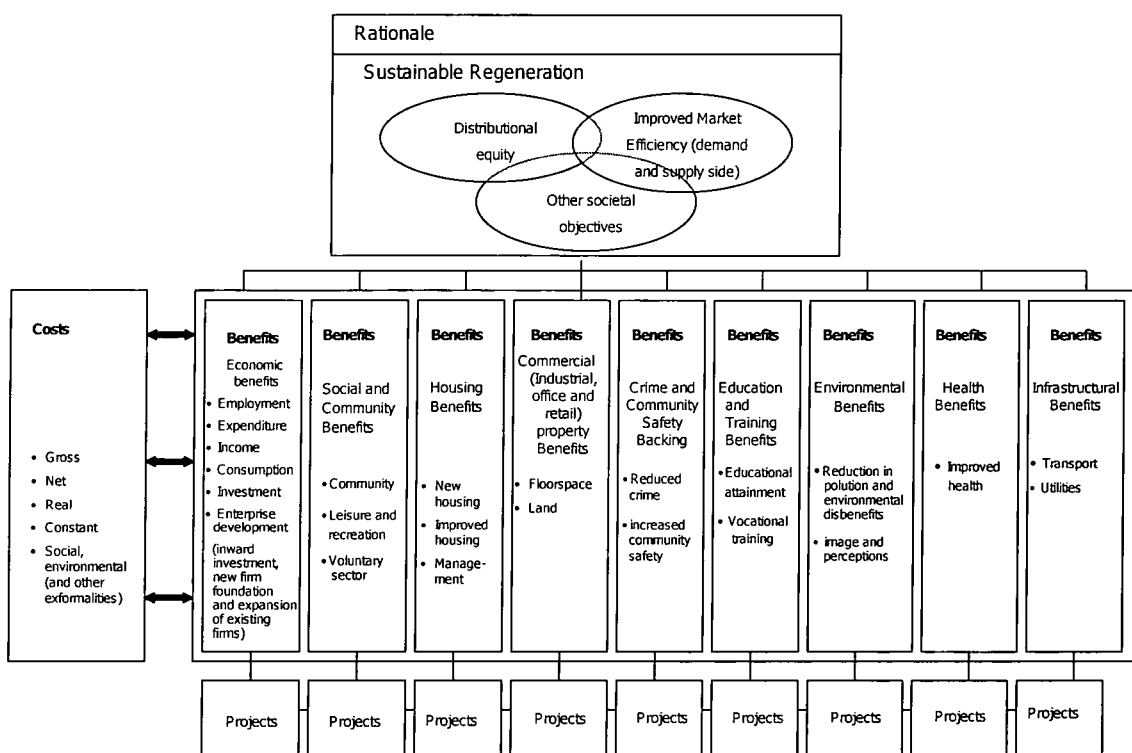 Rationale
Sustainable Regeneration
Distributional
equity
Improved Market
Efficiency (demand
and supply side)
Other societal
objectives
Costs
• Gross
• Net
• Real
• Constant
• Social,
environmental
(and other
exformalities)
Benefits
Economic
benefits
• Employment
• Expenditure
• Income
• Consumption
• Investment
• Enterprise
development
(inward
investment,
new firm
foundation
and expansion
of existing
firms)
Benefits
Social and
Community
Benefits
• Community
• Leisure and
recreation
• Voluntary
sector
Benefits
Housing
Benefits
• New
housing
• Improved
housing
• Manage-
ment
Benefits
Commercial
(Industrial,
office and
retail)
property
Benefits
• Floorspace
• Land
Benefits
Crime and
Community
Safety
Backing
• Reduced
crime
• increased
community
safety
Benefits
Education
and
Training
Benefits
• Educational
attainment
• Vocational
training
Benefits
Environmental
Benefits
• Reduction in
polution and
environmental
disbenefits
• image and
perceptions
Benefits
Health
Benefits
• Improved
health
Benefits
Infrastructural
Benefits
• Transport
• Utilities
Projects
Projects
Projects
Projects
Projects
Projects
Projects
Projects
Projects